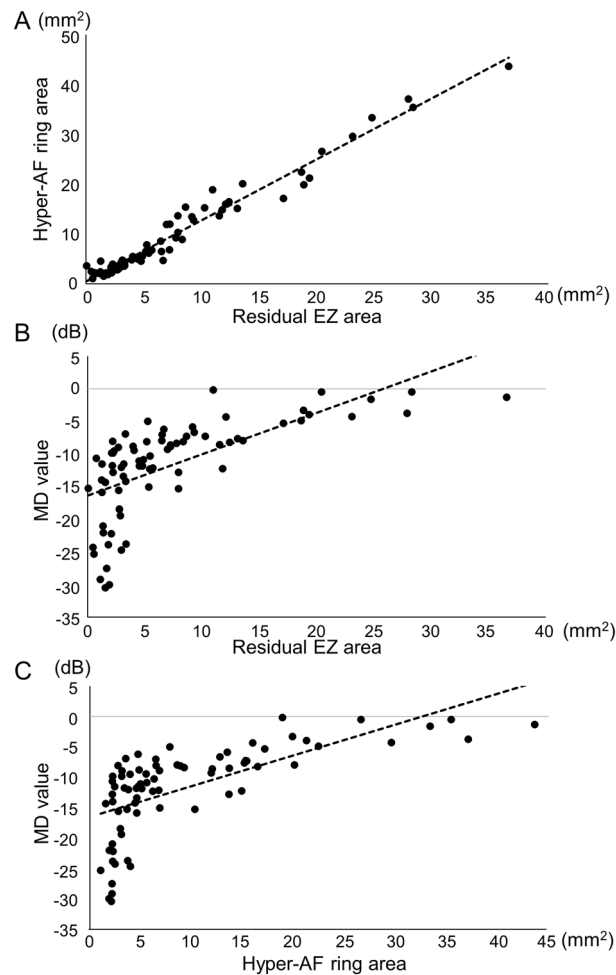 A (mm²)
50
40
30
20
10
0
Hyper-AF ring area
0 5 10 15 20 25 30 35 40 (mm²)
Residual EZ area
B (dB)
5
0
-5
-10
-15
-20
-25
-30
-35
MD value
0 5 10 15 20 25 30 35 40 (mm²)
Residual EZ area
C (dB)
5
0
-5
-10
-15
-20
-25
-30
-35
MD value
0 5 10 15 20 25 30 35 40 45 (mm²)
Hyper-AF ring area